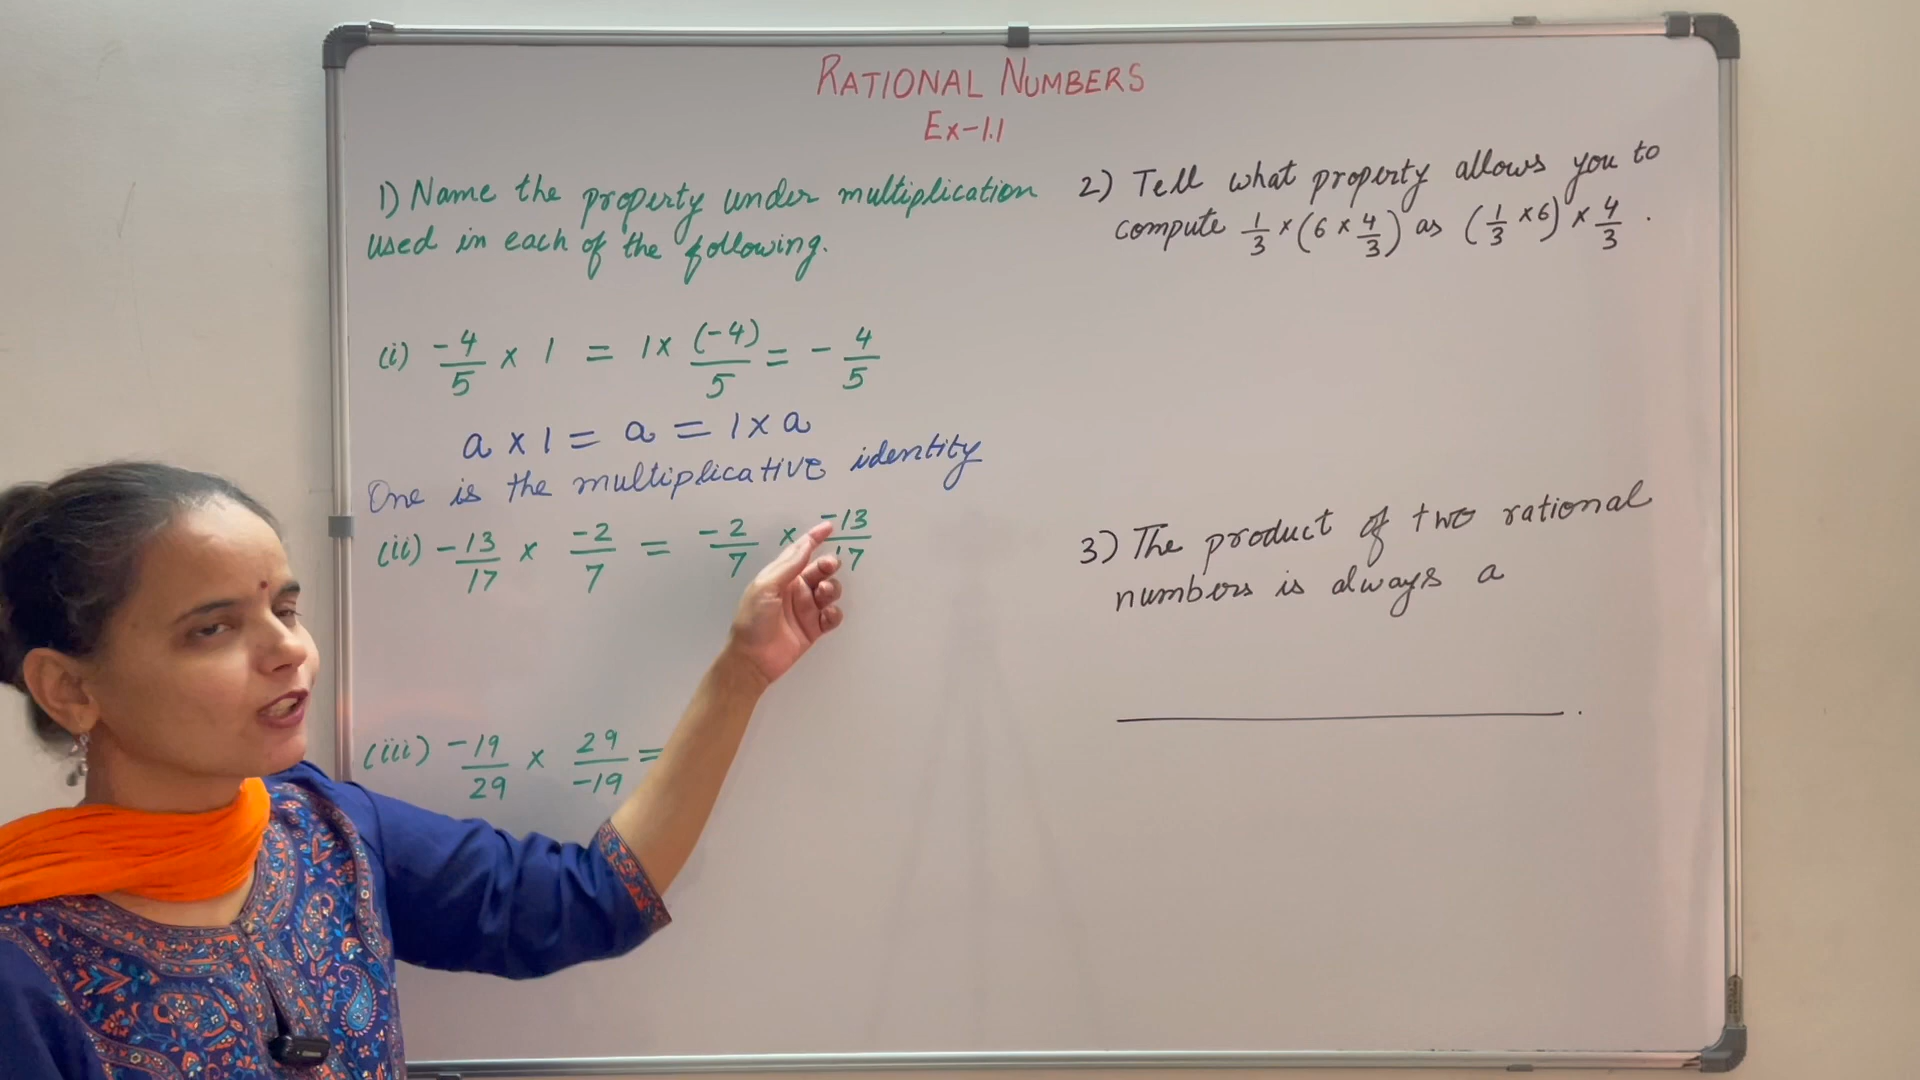 RATIONAL NUMBERS
Ex-1.1
1) Name the property under multiplication
used in each of the following.
(i) -4/5 × 1 = 1× (-4)/5 = - 4/5
a × 1 = a = 1 × a
One is the multiplicative identity
(ii) -13/17 × -2/7 = -2/7 × -13/17
(iii) -19/29 × 29/-19 =
2) Tell what property allows you to
compute 1/3 × (6 × 4/3) as (1/3 × 6) × 4/3 .
3) The product of two rational
numbers is always a
____________________ .